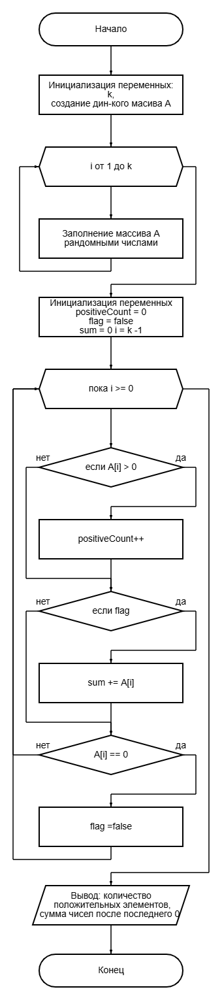 Начало
Инициализация переменных:
k,
создание дин-кого масива А
i от 1 до k
Заполнение массива А
рандомными числами
Инициализация переменных
positiveCount = 0
flag = false
sum = 0 i = k -1
пока i >= 0
нет
да
если A[i] > 0
positiveCount++
нет
да
если flag
sum += A[i]
нет
да
A[i] == 0
flag =false
Вывод: количество
положительных элементов,
сумма чисел после последнего 0
Конец